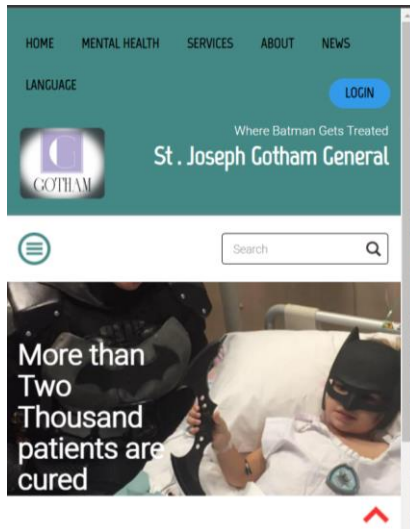 HOME MENTAL HEALTH SERVICES ABOUT NEWS
LANGUAGE
LOGIN
Where Batman Gets Treated
St . Joseph Gotham General
G
GOTHAM
Search
More than
Two
Thousand
patients are
cured